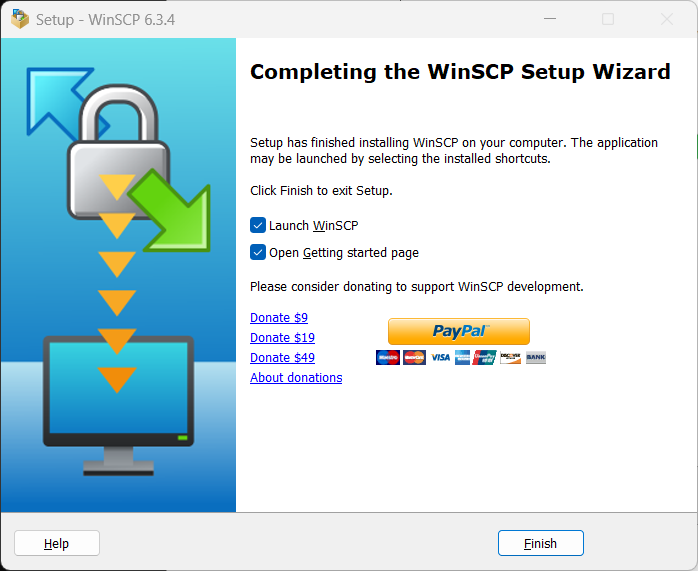 Setup - WinSCP 6.3.4
Completing the WinSCP Setup Wizard
Setup has finished installing WinSCP on your computer. The application
may be launched by selecting the installed shortcuts.
Click Finish to exit Setup.
Launch WinSCP
Open Getting started page
Please consider donating to support WinSCP development.
Donate $9
Donate $19
Donate $49
About donations
PayPal
Maestro
MasterCard
VISA
DISCOVER
BANK
Help
Finish